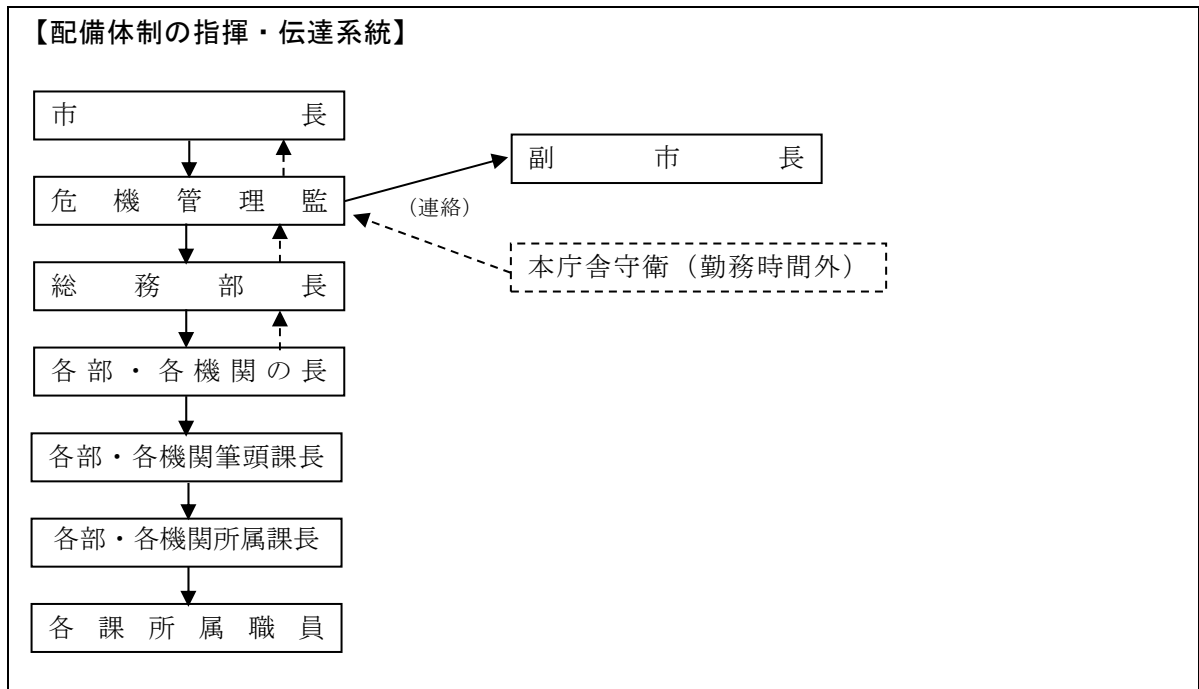 【配備体制の指揮・伝達系統】
市長
副市長
危機管理監
(連絡)
本庁舎守衛（勤務時間外）
総務部長
各部・各機関の長
各部・各機関筆頭課長
各部・各機関所属課長
各課所属職員